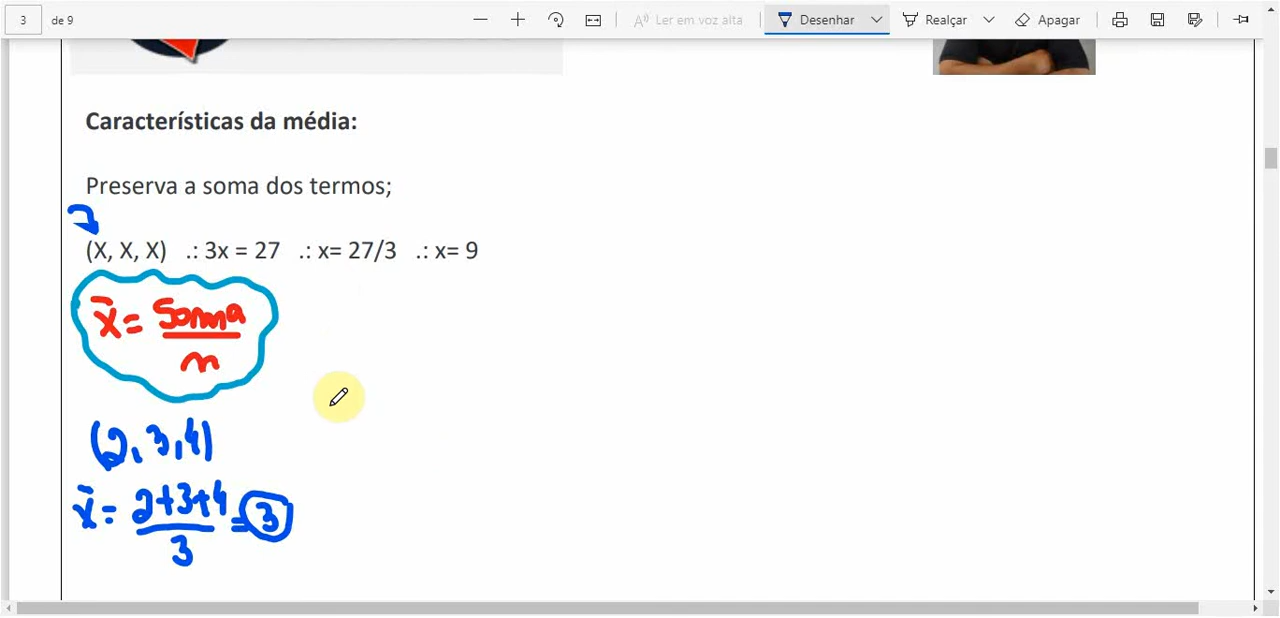 3 de 9 Ler em voz alta Desenhar Realçar Apagar
Características da média:
Preserva a soma dos termos;
(X, X, X) .: 3x = 27 .: x= 27/3 .: x= 9
x̄ = Soma
n
(2, 3, 4)
x̄ = 2+3+4 = 3
3